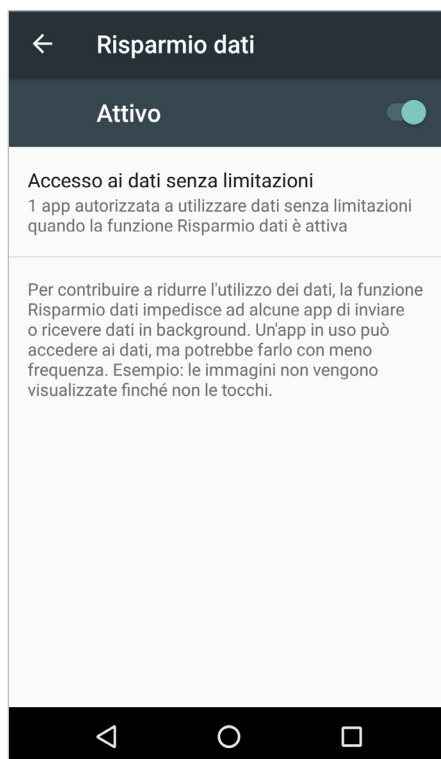 Risparmio dati
Attivo
Accesso ai dati senza limitazioni
1 app autorizzata a utilizzare dati senza limitazioni
quando la funzione Risparmio dati è attiva
Per contribuire a ridurre l'utilizzo dei dati, la funzione
Risparmio dati impedisce ad alcune app di inviare
o ricevere dati in background. Un'app in uso può
accedere ai dati, ma potrebbe farlo con meno
frequenza. Esempio: le immagini non vengono
visualizzate finché non le tocchi.